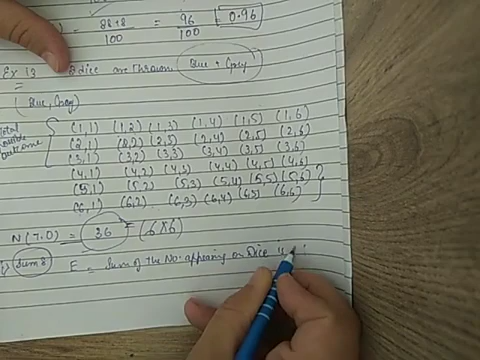 88+8 = 96 = 0.96
100 100
Ex 13 2 dice are thrown Blue + Grey
(Blue, Grey)
Total
outcome
(1,1) (1,2) (1,3) (1,4) (1,5) (1,6)
(2,1) (2,2) (2,3) (2,4) (2,5) (2,6)
(3,1) (3,2) (3,3) (3,4) (3,5) (3,6)
(4,1) (4,2) (4,3) (4,4) (4,5) (4,6)
(5,1) (5,2) (5,3) (5,4) (5,5) (5,6)
(6,1) (6,2) (6,3) (6,4) (6,5) (6,6)
N(T.O) = 36 = (6x6)
i) Sum 8 E = Sum of the No. appearing on Dice is